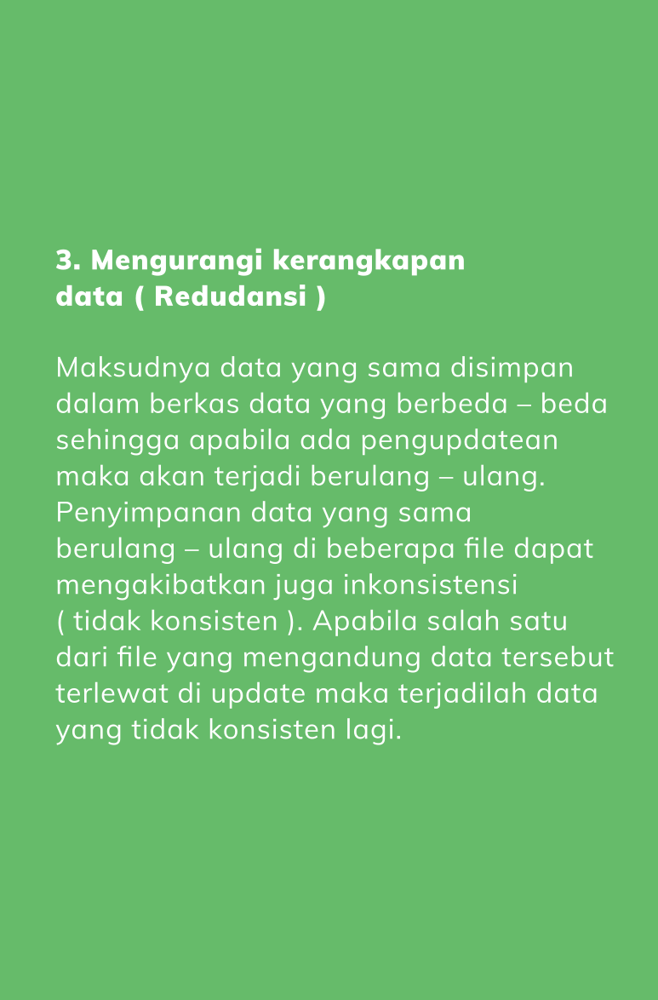 3. Mengurangi kerangkapan
data ( Redudansi )
Maksudnya data yang sama disimpan
dalam berkas data yang berbeda – beda
sehingga apabila ada pengupdatean
maka akan terjadi berulang – ulang.
Penyimpanan data yang sama
berulang – ulang di beberapa file dapat
mengakibatkan juga inkonsistensi
( tidak konsisten ). Apabila salah satu
dari file yang mengandung data tersebut
terlewat di update maka terjadilah data
yang tidak konsisten lagi.